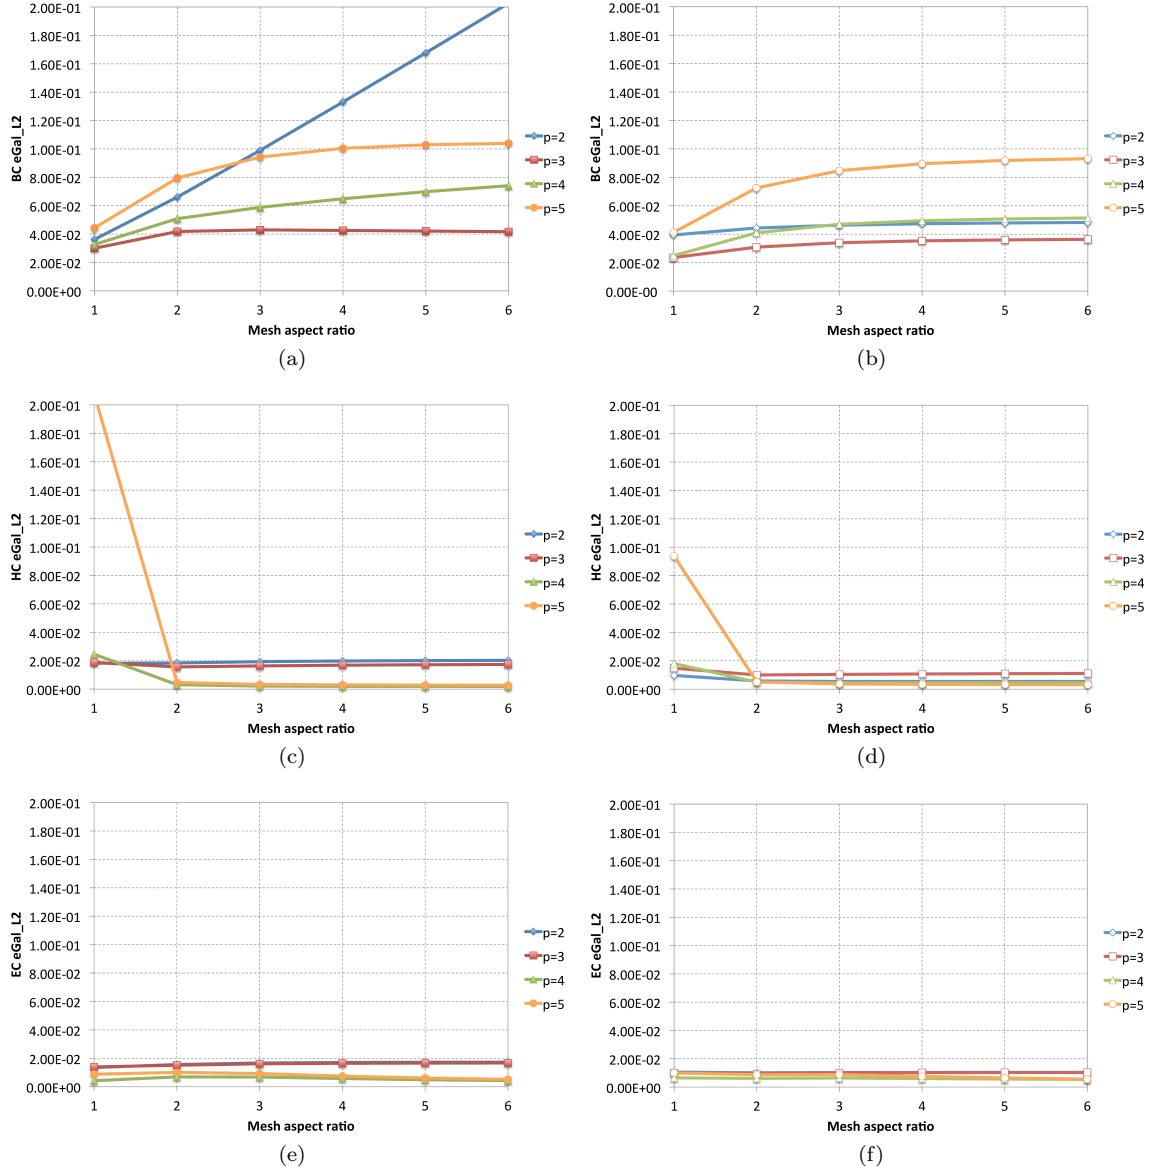 2.00E-01
1.80E-01
1.60E-01
1.40E-01
1.20E-01
1.00E-01
8.00E-02
6.00E-02
4.00E-02
2.00E-02
0.00E+00
BC eGal_L2
1 2 3 4 5 6
Mesh aspect ratio
p=2
p=3
p=4
p=5
(a)
2.00E-01
1.80E-01
1.60E-01
1.40E-01
1.20E-01
1.00E-01
8.00E-02
6.00E-02
4.00E-02
2.00E-02
0.00E-00
BC eGal_L2
1 2 3 4 5 6
Mesh aspect ratio
p=2
p=3
p=4
p=5
(b)
2.00E-01
1.80E-01
1.60E-01
1.40E-01
1.20E-01
1.00E-01
8.00E-02
6.00E-02
4.00E-02
2.00E-02
0.00E+00
HC eGal_L2
1 2 3 4 5 6
Mesh aspect ratio
p=2
p=3
p=4
p=5
(c)
2.00E-01
1.80E-01
1.60E-01
1.40E-01
1.20E-01
1.00E-01
8.00E-02
6.00E-02
4.00E-02
2.00E-02
0.00E+00
HC eGal_L2
1 2 3 4 5 6
Mesh aspect ratio
p=2
p=3
p=4
p=5
(d)
2.00E-01
1.80E-01
1.60E-01
1.40E-01
1.20E-01
1.00E-01
8.00E-02
6.00E-02
4.00E-02
2.00E-02
0.00E+00
EC eGal_L2
1 2 3 4 5 6
Mesh aspect ratio
p=2
p=3
p=4
p=5
(e)
2.00E-01
1.80E-01
1.60E-01
1.40E-01
1.20E-01
1.00E-01
8.00E-02
6.00E-02
4.00E-02
2.00E-02
0.00E+00
EC eGal_L2
1 2 3 4 5 6
Mesh aspect ratio
p=2
p=3
p=4
p=5
(f)